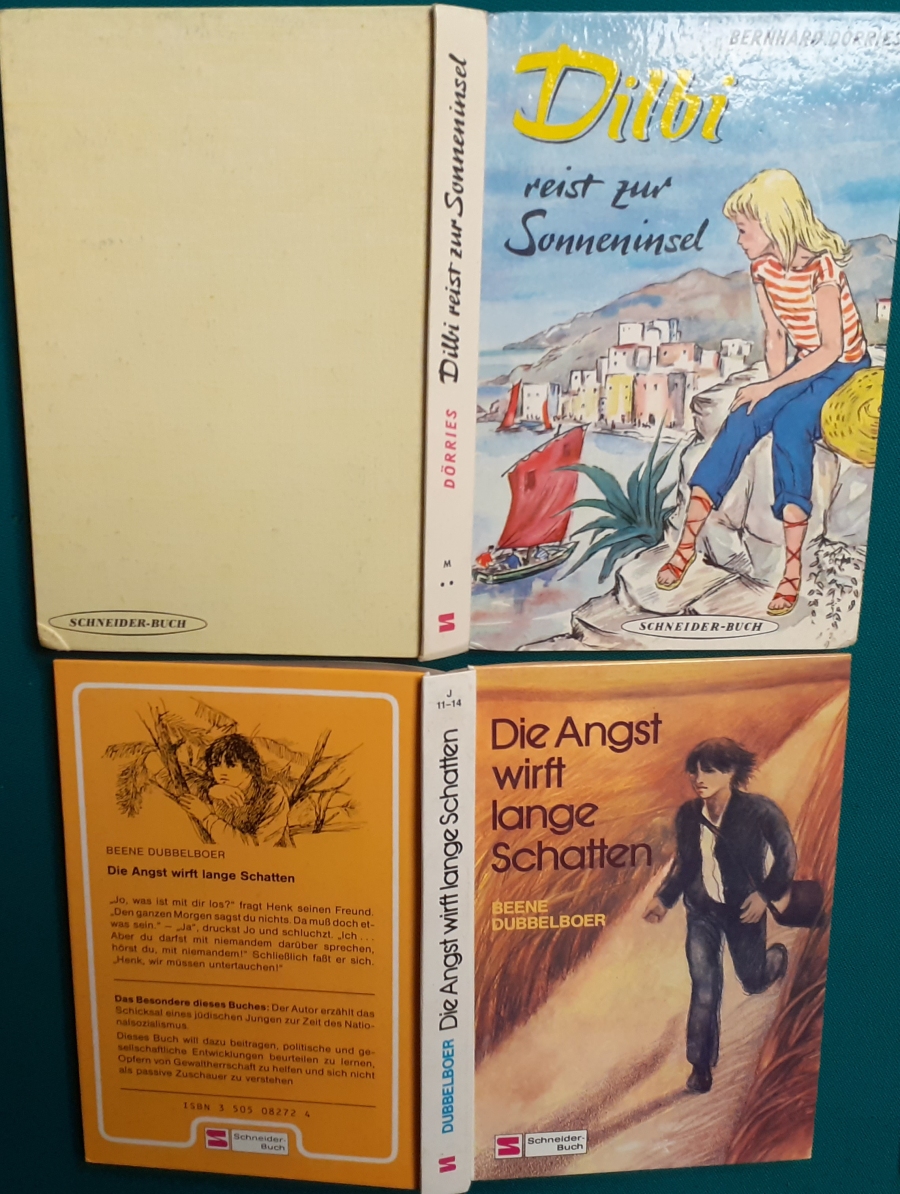 SCHNEIDER-BUCH
DÖRRIES Dilbi reist zur Sonneninsel
M
BERNHARD DÖRRIES
Dilbi
reist zur
Sonneninsel
SCHNEIDER-BUCH
BEENE DUBBELBOER
Die Angst wirft lange Schatten
„Jo, was ist mit dir los?“ fragt Henk seinen Freund.
„Den ganzen Morgen sagst du nichts. Da muß doch et-
was sein.“ – „Ja“, druckst Jo und schluchzt. „Ich . . .
Aber du darfst mit niemandem darüber sprechen,
hörst du, mit niemandem!“ Schließlich faßt er sich.
„Henk, wir müssen untertauchen!“
Das Besondere dieses Buches: Der Autor erzählt das
Schicksal eines jüdischen Jungen zur Zeit des Natio-
nalsozialismus
Dieses Buch will dazu beitragen, politische und ge-
sellschaftliche Entwicklungen beurteilen zu lernen,
Opfern von Gewaltherrschaft zu helfen und sich nicht
als passive Zuschauer zu verstehen
ISBN 3 505 08272 4
Schneider-
Buch
J
11–14
DUBBELBOER Die Angst wirft lange Schatten
Die Angst
wirft
lange
Schatten
BEENE
DUBBELBOER
Schneider-
Buch